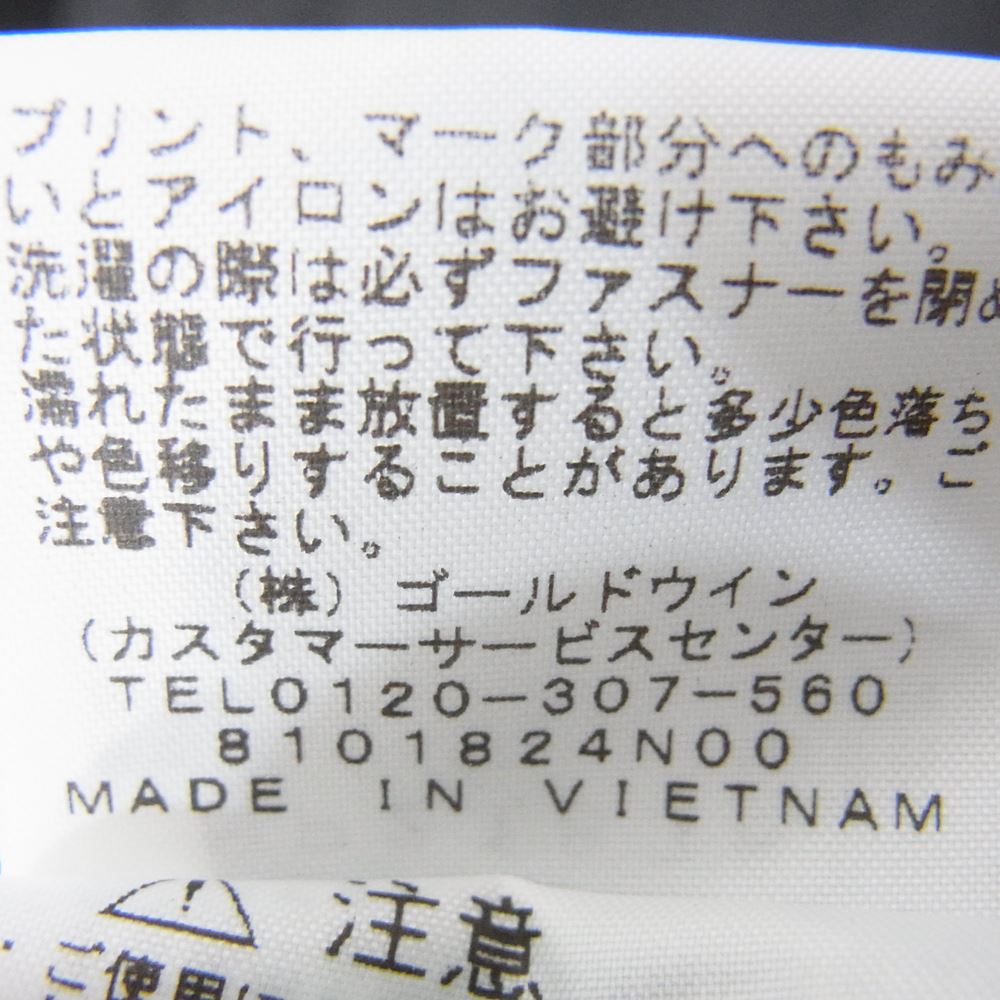 プリント、マーク部分へのもみ
いとアイロンはお避け下さい。
洗濯の際は必ずファスナーを閉め
た状態で行って下さい。
濡れたまま放置すると多少色落ち
や色移りすることがあります。ご
注意下さい。
(株) ゴールドウイン
(カスタマーサービスセンター)
TEL0120-307-560
8101824N00
MADE IN VIETNAM
注意
・ご使用